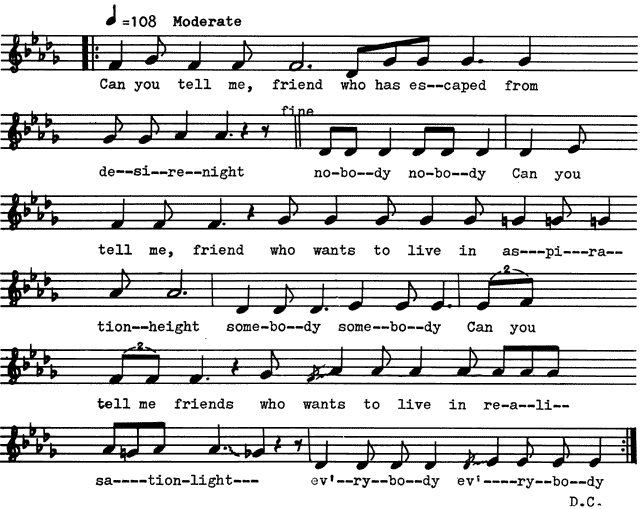 ♩=108 Moderate
Can you tell me, friend who has es--caped from
fine
de--si--re--night no-bo--dy no-bo--dy Can you
tell me, friend who wants to live in as---pi---ra--
tion--height some-bo--dy some--bo--dy Can you
2
2
tell me friends who wants to live in re-a--li--
sa----tion-light--- ev'--ry--bo--dy ev'----ry--bo--dy
D.C.